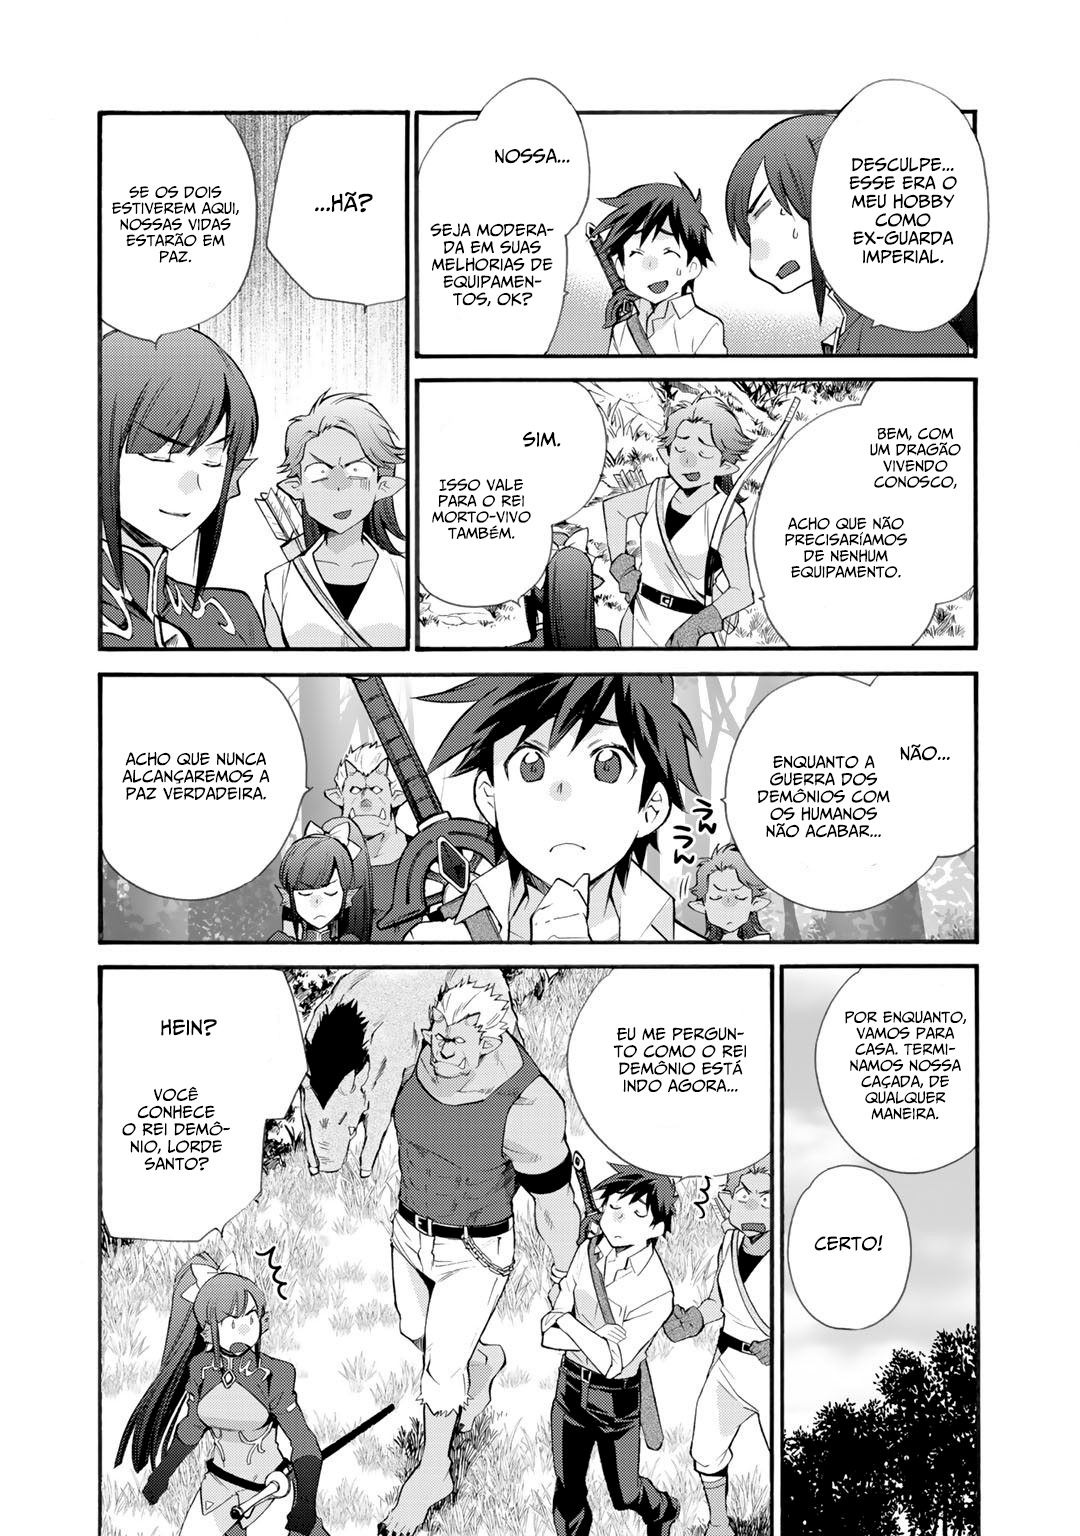 DESCULPE...
ESSE ERA O
MEU HOBBY
COMO
EX-GUARDA
IMPERIAL.
NOSSA...
SEJA MODERA-
DA EM SUAS
MELHORIAS DE
EQUIPAMEN-
TOS, OK?
BEM, COM
UM DRAGÃO
VIVENDO
CONOSCO,
ACHO QUE NÃO
PRECISARÍAMOS
DE NENHUM
EQUIPAMENTO.
SIM.
ISSO VALE
PARA O REI
MORTO-VIVO
TAMBÉM.
...HÃ?
SE OS DOIS
ESTIVEREM AQUI,
NOSSAS VIDAS
ESTARÃO EM
PAZ.
NÃO...
ENQUANTO A
GUERRA DOS
DEMÔNIOS COM
OS HUMANOS
NÃO ACABAR...
うん
うん
ACHO QUE NUNCA
ALCANÇAREMOS A
PAZ VERDADEIRA.
POR ENQUANTO,
VAMOS PARA
CASA. TERMI-
NAMOS NOSSA
CAÇADA, DE
QUALQUER
MANEIRA.
CERTO!
EU ME PERGUN-
TO COMO O REI
DEMÔNIO ESTÁ
INDO AGORA...
HEIN?
VOCÊ
CONHECE
O REI DEMÔ-
NIO, LORDE
SANTO?